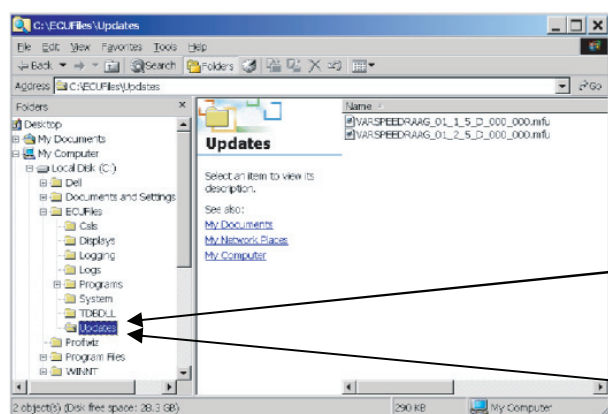 C:\ECUFiles\Updates
File Edit View Favorites Tools Help
Back Search Folders
Address C:\ECUFiles\Updates Go
Folders
Desktop
My Documents
My Computer
Local Disk (C:)
Dell
Documents and Settings
ECUFiles
Cals
Displays
Logging
Logs
Programs
System
TDBDLL
Updates
Profwiz
Program Files
WINNT
Updates
Select an item to view its
description.
See also:
My Documents
My Network Places
My Computer
Name
VARSPEEDRAAG_01_1_5_D_000_000.mfu
VARSPEEDRAAG_01_2_5_D_000_000.mfu
2 object(s) (Disk free space: 28.3 GB) 290 KB My Computer